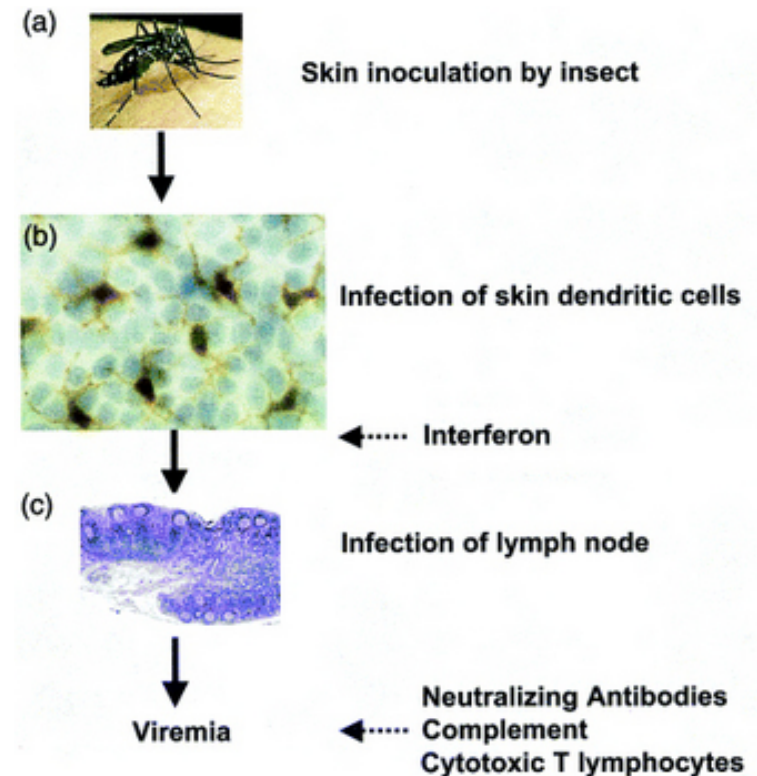 (a)
Skin inoculation by insect
(b)
Infection of skin dendritic cells
Interferon
(c)
Infection of lymph node
Neutralizing Antibodies
Viremia
Complement
Cytotoxic T lymphocytes